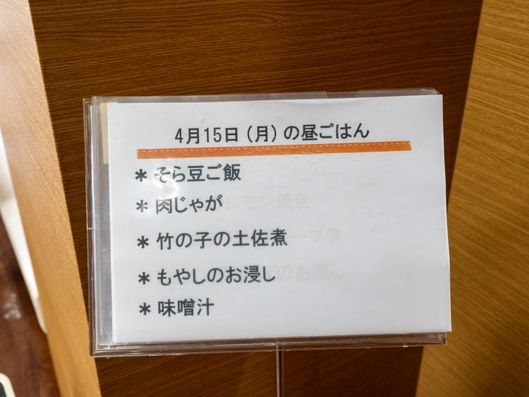 4月15日(月)の昼ごはん
＊そら豆ご飯
＊肉じゃが
＊竹の子の土佐煮
＊もやしのお浸し
＊味噌汁